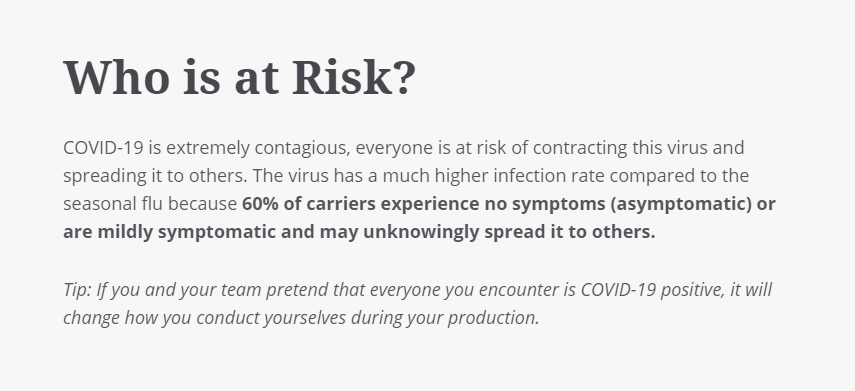 Who is at Risk?
COVID-19 is extremely contagious, everyone is at risk of contracting this virus and
spreading it to others. The virus has a much higher infection rate compared to the
seasonal flu because 60% of carriers experience no symptoms (asymptomatic) or
are mildly symptomatic and may unknowingly spread it to others.
Tip: If you and your team pretend that everyone you encounter is COVID-19 positive, it will
change how you conduct yourselves during your production.